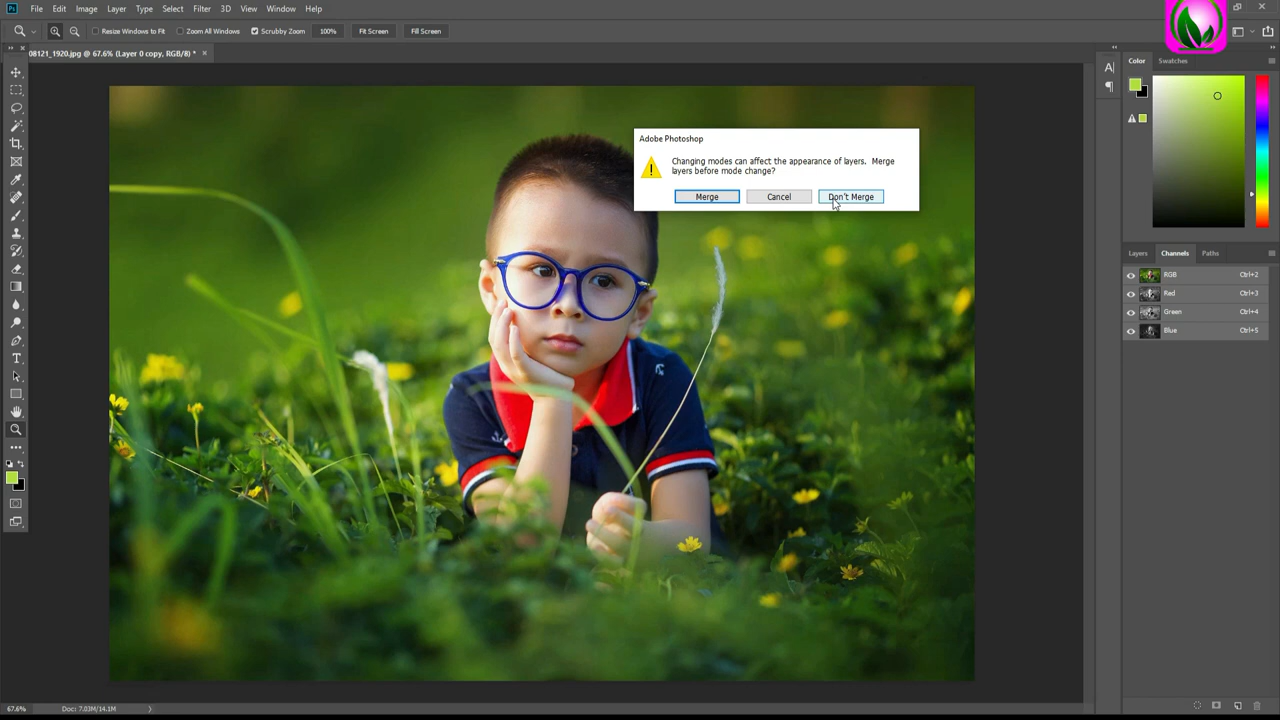 Ps File Edit Image Layer Type Select Filter 3D View Window Help
Resize Windows to Fit Zoom All Windows Scrubby Zoom 100% Fit Screen Fill Screen
08121_1920.jpg @ 67.6% (Layer 0 copy, RGB/8) * ×
Color Swatches
Adobe Photoshop
Changing modes can affect the appearance of layers. Merge
layers before mode change?
Merge Cancel Don't Merge
Layers Channels Paths
RGB Ctrl+2
Red Ctrl+3
Green Ctrl+4
Blue Ctrl+5
67.6% Doc: 7.03M/14.1M